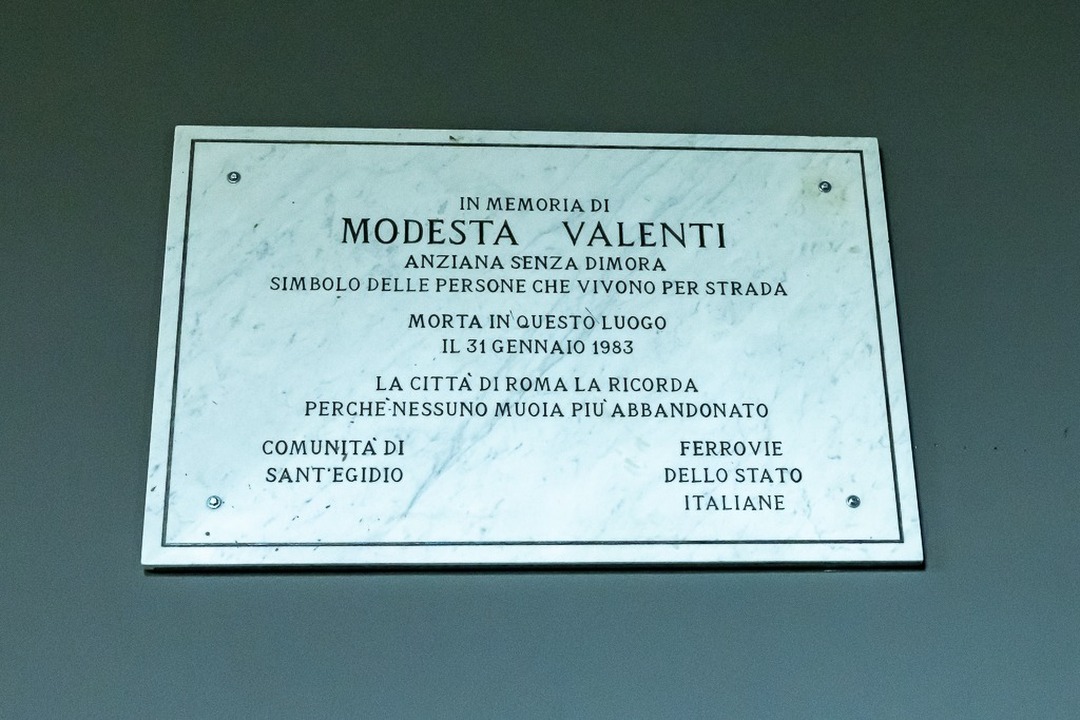 IN MEMORIA DI
MODESTA VALENTI
ANZIANA SENZA DIMORA
SIMBOLO DELLE PERSONE CHE VIVONO PER STRADA
MORTA IN QUESTO LUOGO
IL 31 GENNAIO 1983
LA CITTÀ DI ROMA LA RICORDA
PERCHÈ NESSUNO MUOIA PIÙ ABBANDONATO
COMUNITÀ DI
SANT'EGIDIO
FERROVIE
DELLO STATO
ITALIANE